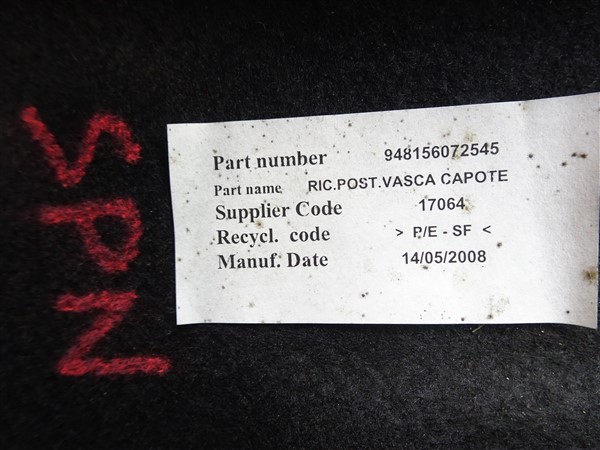 SPN
Part number 948156072545
Part name RIC.POST.VASCA CAPOTE
Supplier Code 17064
Recycl. code > P/E - SF <
Manuf. Date 14/05/2008